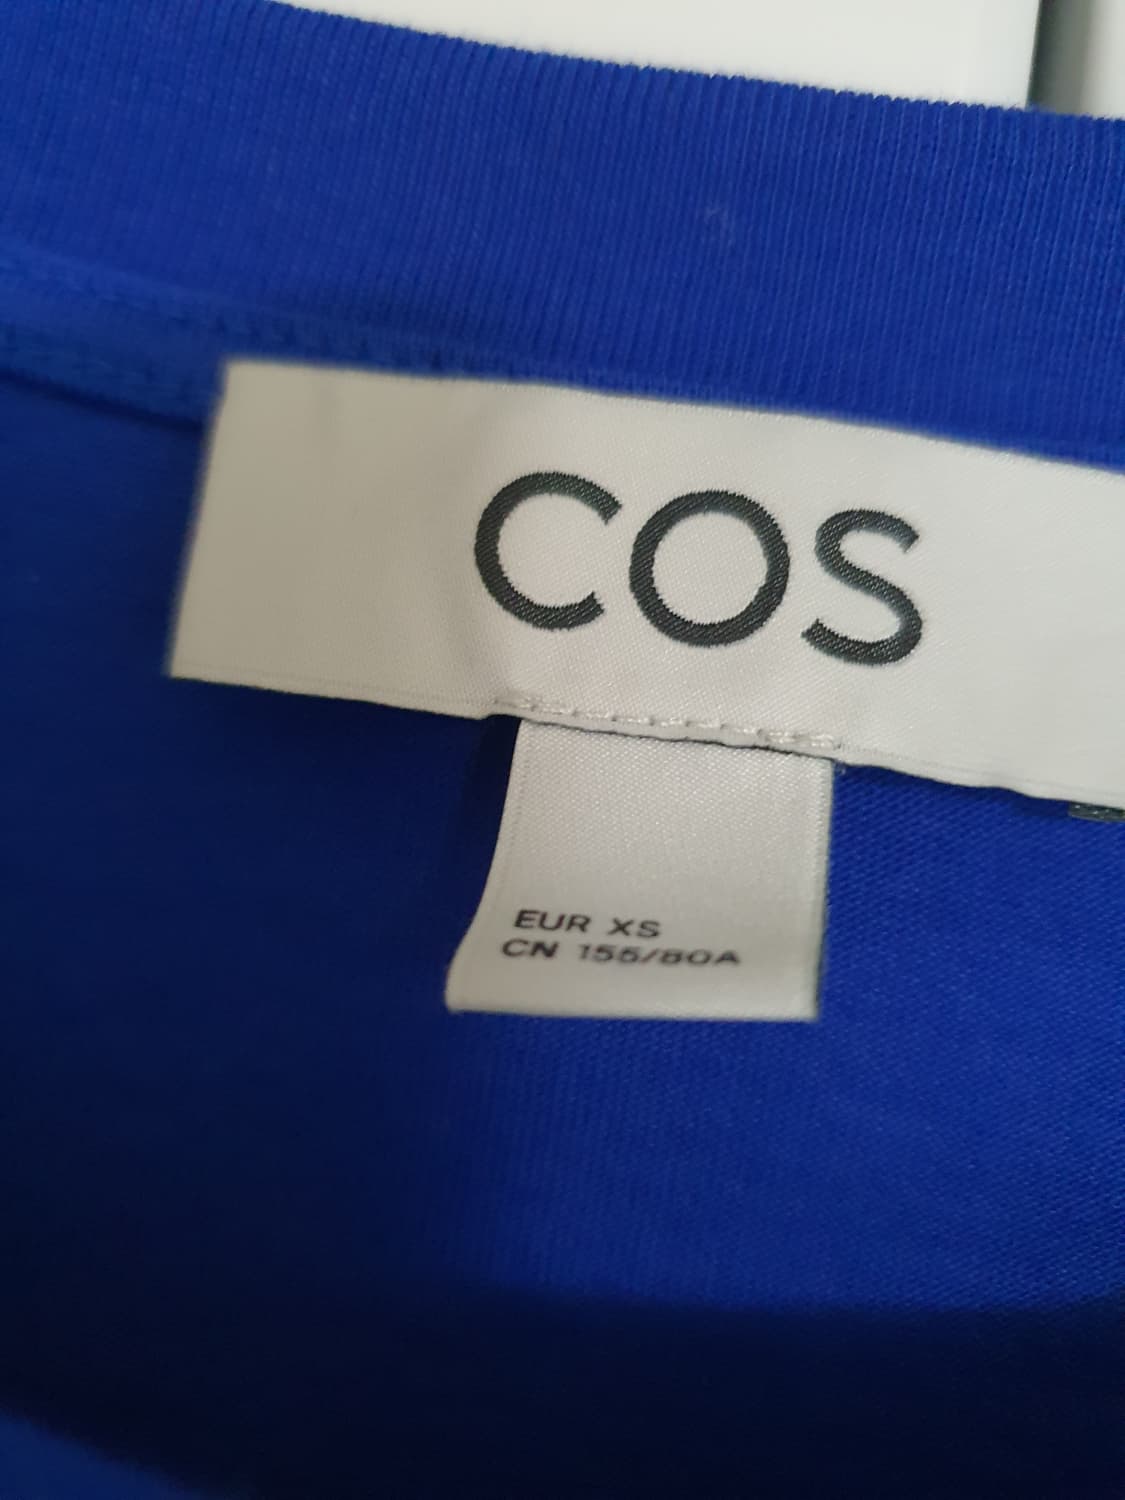 COS
EUR XS
CN 155/80A